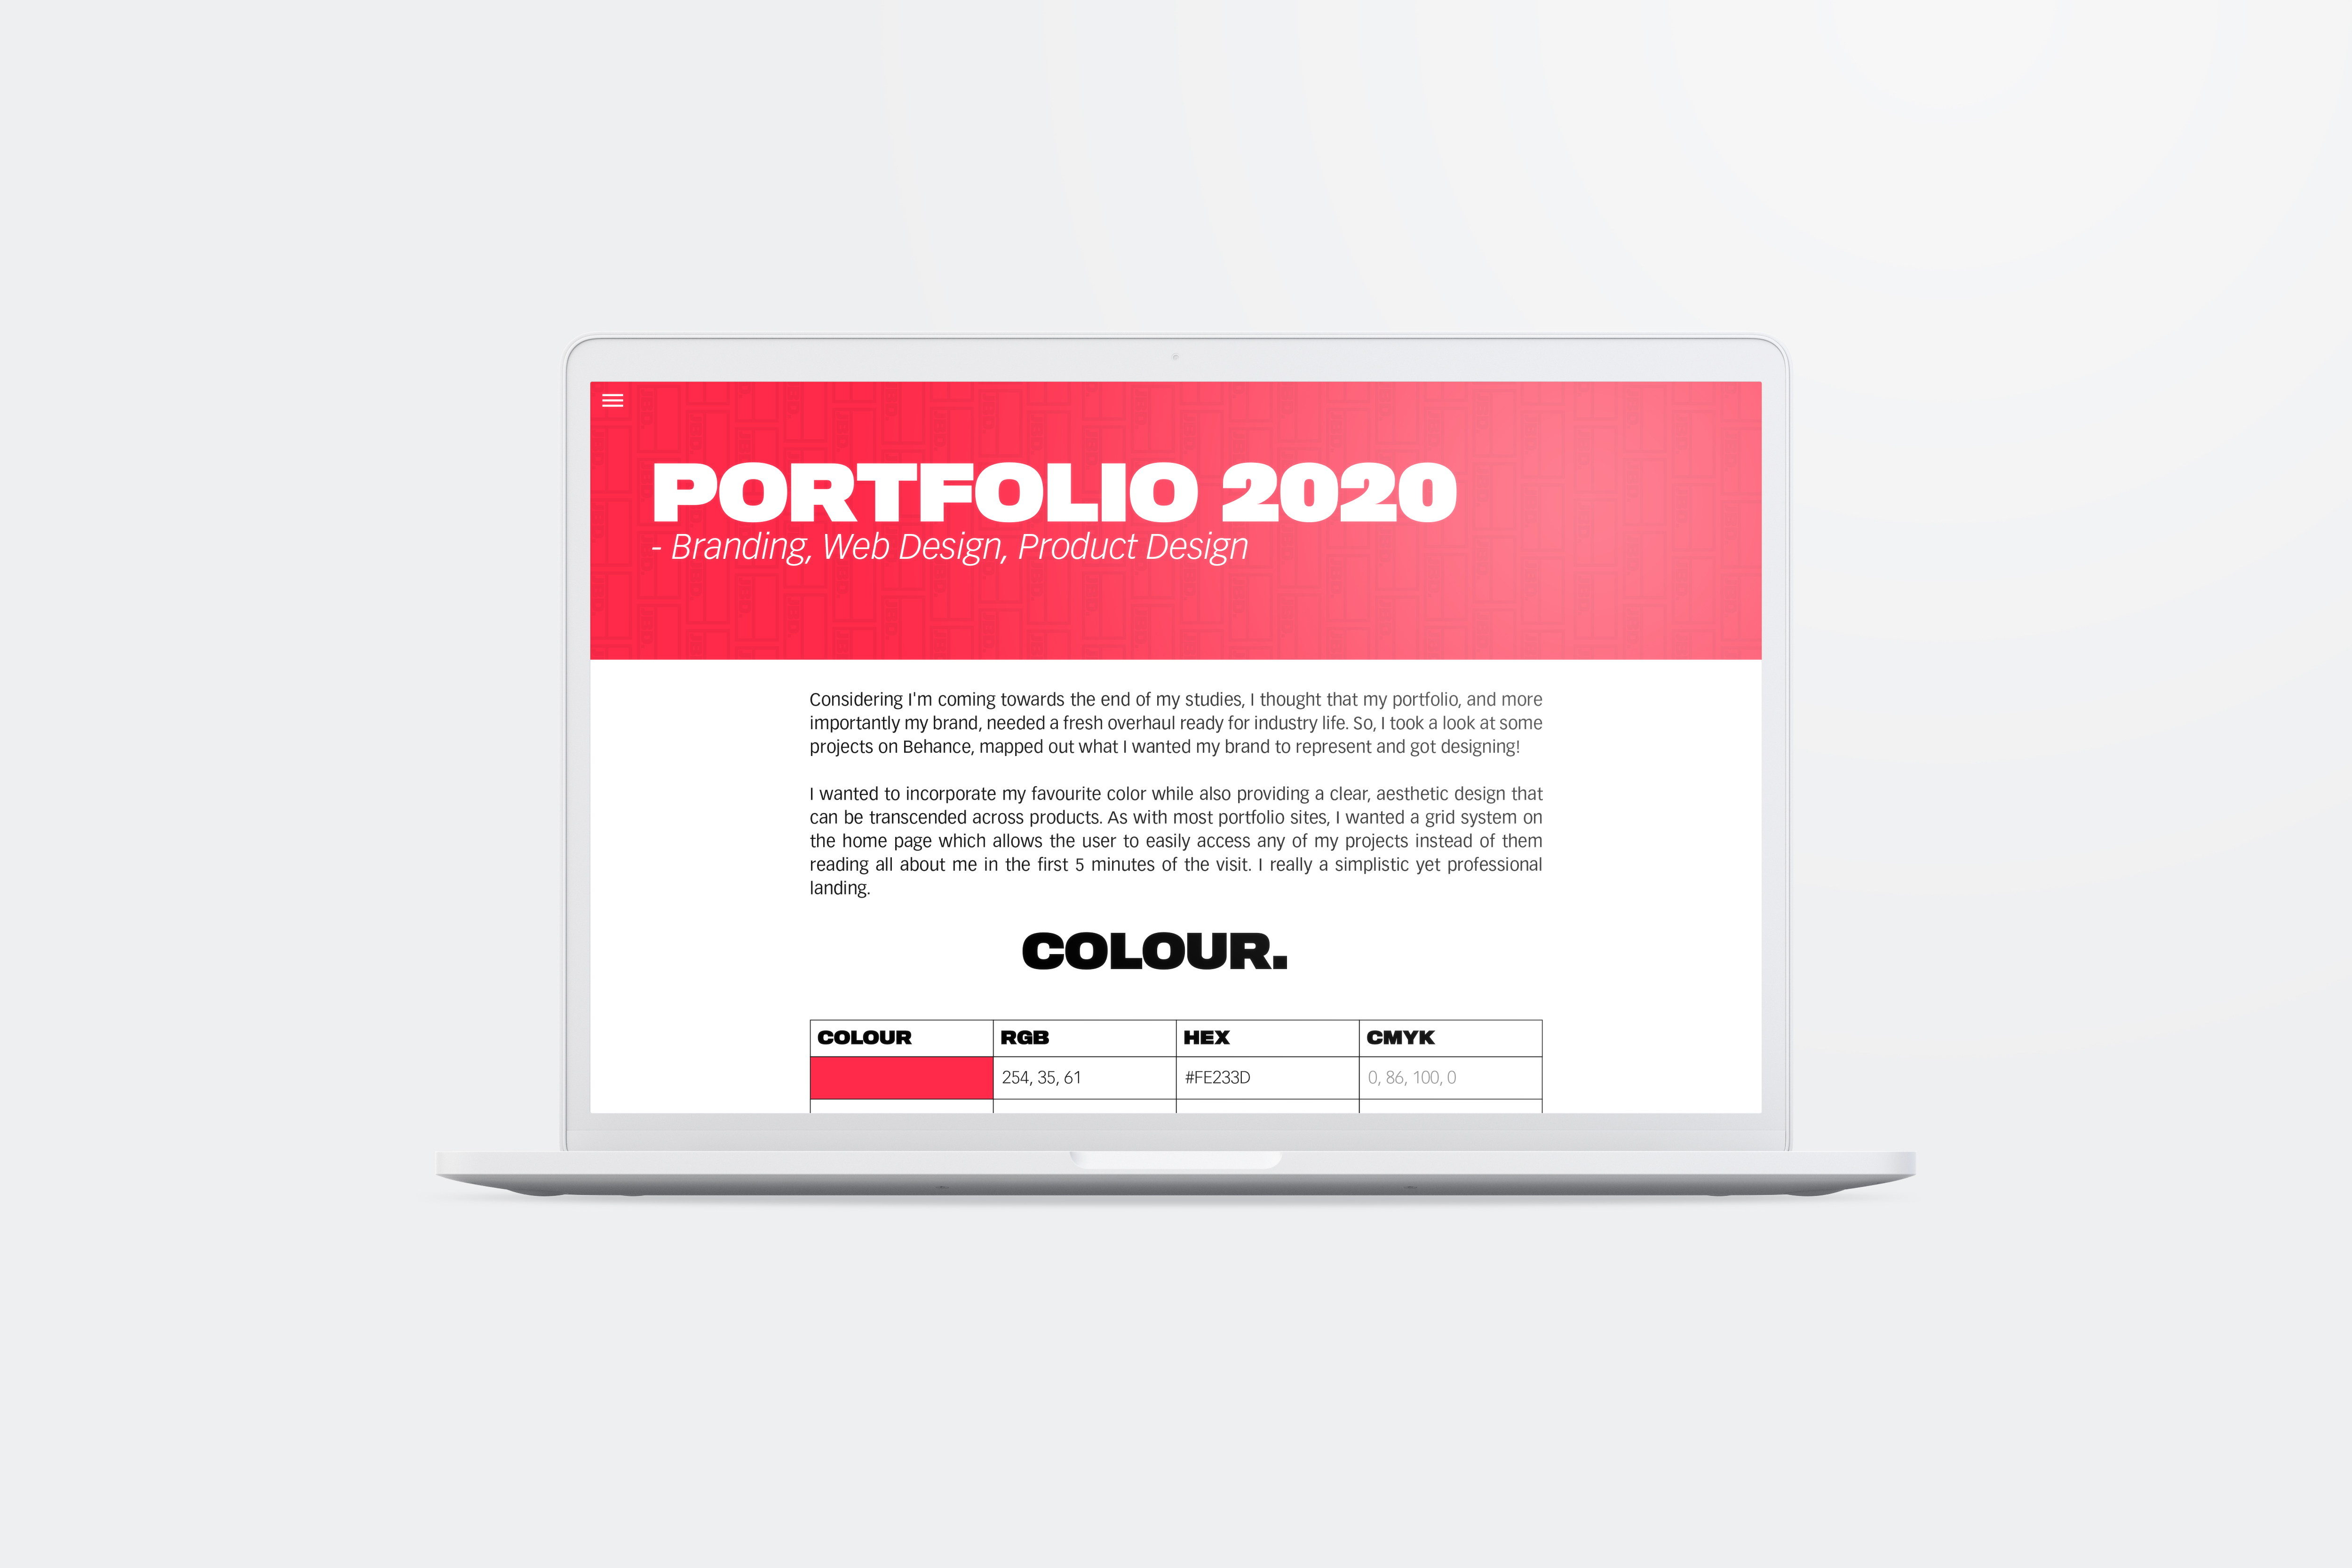 PORTFOLIO 2020
- Branding, Web Design, Product Design
Considering I'm coming towards the end of my studies, I thought that my portfolio, and more
importantly my brand, needed a fresh overhaul ready for industry life. So, I took a look at some
projects on Behance, mapped out what I wanted my brand to represent and got designing!
I wanted to incorporate my favourite color while also providing a clear, aesthetic design that
can be transcended across products. As with most portfolio sites, I wanted a grid system on
the home page which allows the user to easily access any of my projects instead of them
reading all about me in the first 5 minutes of the visit. I really a simplistic yet professional
landing.
COLOUR.
COLOUR RGB HEX CMYK
254, 35, 61 #FE233D 0, 86, 100, 0